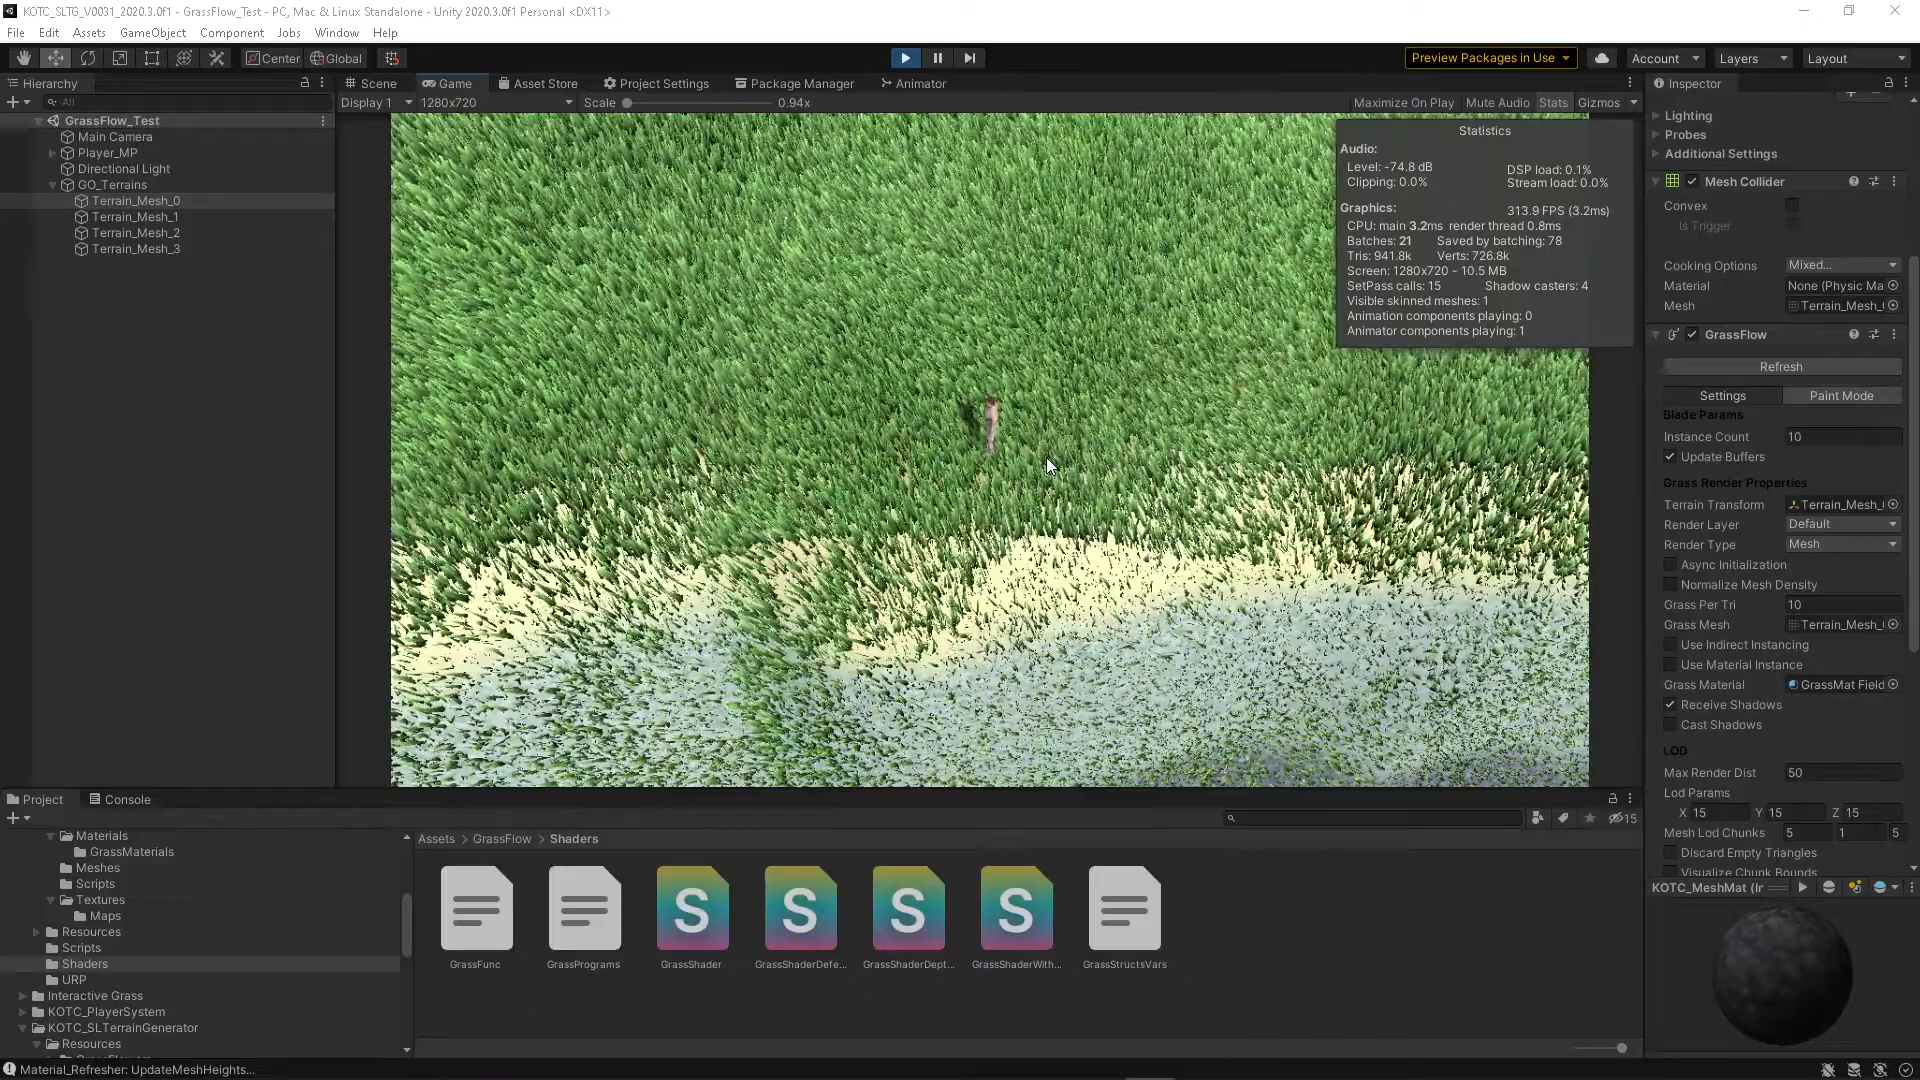 KOTC_SLTG_V0031_2020.3.0f1 - GrassFlow_Test - PC, Mac & Linux Standalone - Unity 2020.3.0f1 Personal <DX11>
File Edit Assets GameObject Component Jobs Window Help
Center Global
Preview Packages in Use
Account
Layers
Layout
Hierarchy
All
GrassFlow_Test
Main Camera
Player_MP
Directional Light
GO_Terrains
Terrain_Mesh_0
Terrain_Mesh_1
Terrain_Mesh_2
Terrain_Mesh_3
Scene Game Asset Store Project Settings Package Manager Animator
Display 1 1280x720 Scale 0.94x Maximize On Play Mute Audio Stats Gizmos
Statistics
Audio:
Level: -74.8 dB DSP load: 0.1%
Clipping: 0.0% Stream load: 0.0%
Graphics: 313.9 FPS (3.2ms)
CPU: main 3.2ms render thread 0.8ms
Batches: 21 Saved by batching: 78
Tris: 941.8k Verts: 726.8k
Screen: 1280x720 - 10.5 MB
SetPass calls: 15 Shadow casters: 4
Visible skinned meshes: 1
Animation components playing: 0
Animator components playing: 1
Inspector
Lighting
Probes
Additional Settings
Mesh Collider
Convex
Is Trigger
Cooking Options Mixed...
Material None (Physic Ma
Mesh Terrain_Mesh_
GrassFlow
Refresh
Settings Paint Mode
Blade Params
Instance Count 10
Update Buffers
Grass Render Properties
Terrain Transform Terrain_Mesh_
Render Layer Default
Render Type Mesh
Async Initialization
Normalize Mesh Density
Grass Per Tri 10
Grass Mesh Terrain_Mesh_
Use Indirect Instancing
Use Material Instance
Grass Material GrassMat Field
Receive Shadows
Cast Shadows
LOD
Max Render Dist 50
Lod Params
X 15 Y 15 Z 15
Mesh Lod Chunks 5 1 5
Discard Empty Triangles
Visualize Chunk Bounds
KOTC_MeshMat (Ir
Project Console
15
Materials
GrassMaterials
Meshes
Scripts
Textures
Maps
Resources
Scripts
Shaders
URP
Interactive Grass
KOTC_PlayerSystem
KOTC_SLTerrainGenerator
Resources
Assets > GrassFlow > Shaders
S S S S
GrassFunc GrassPrograms GrassShader GrassShaderDefe... GrassShaderDept... GrassShaderWith... GrassStructsVars
Material_Refresher: UpdateMeshHeights...